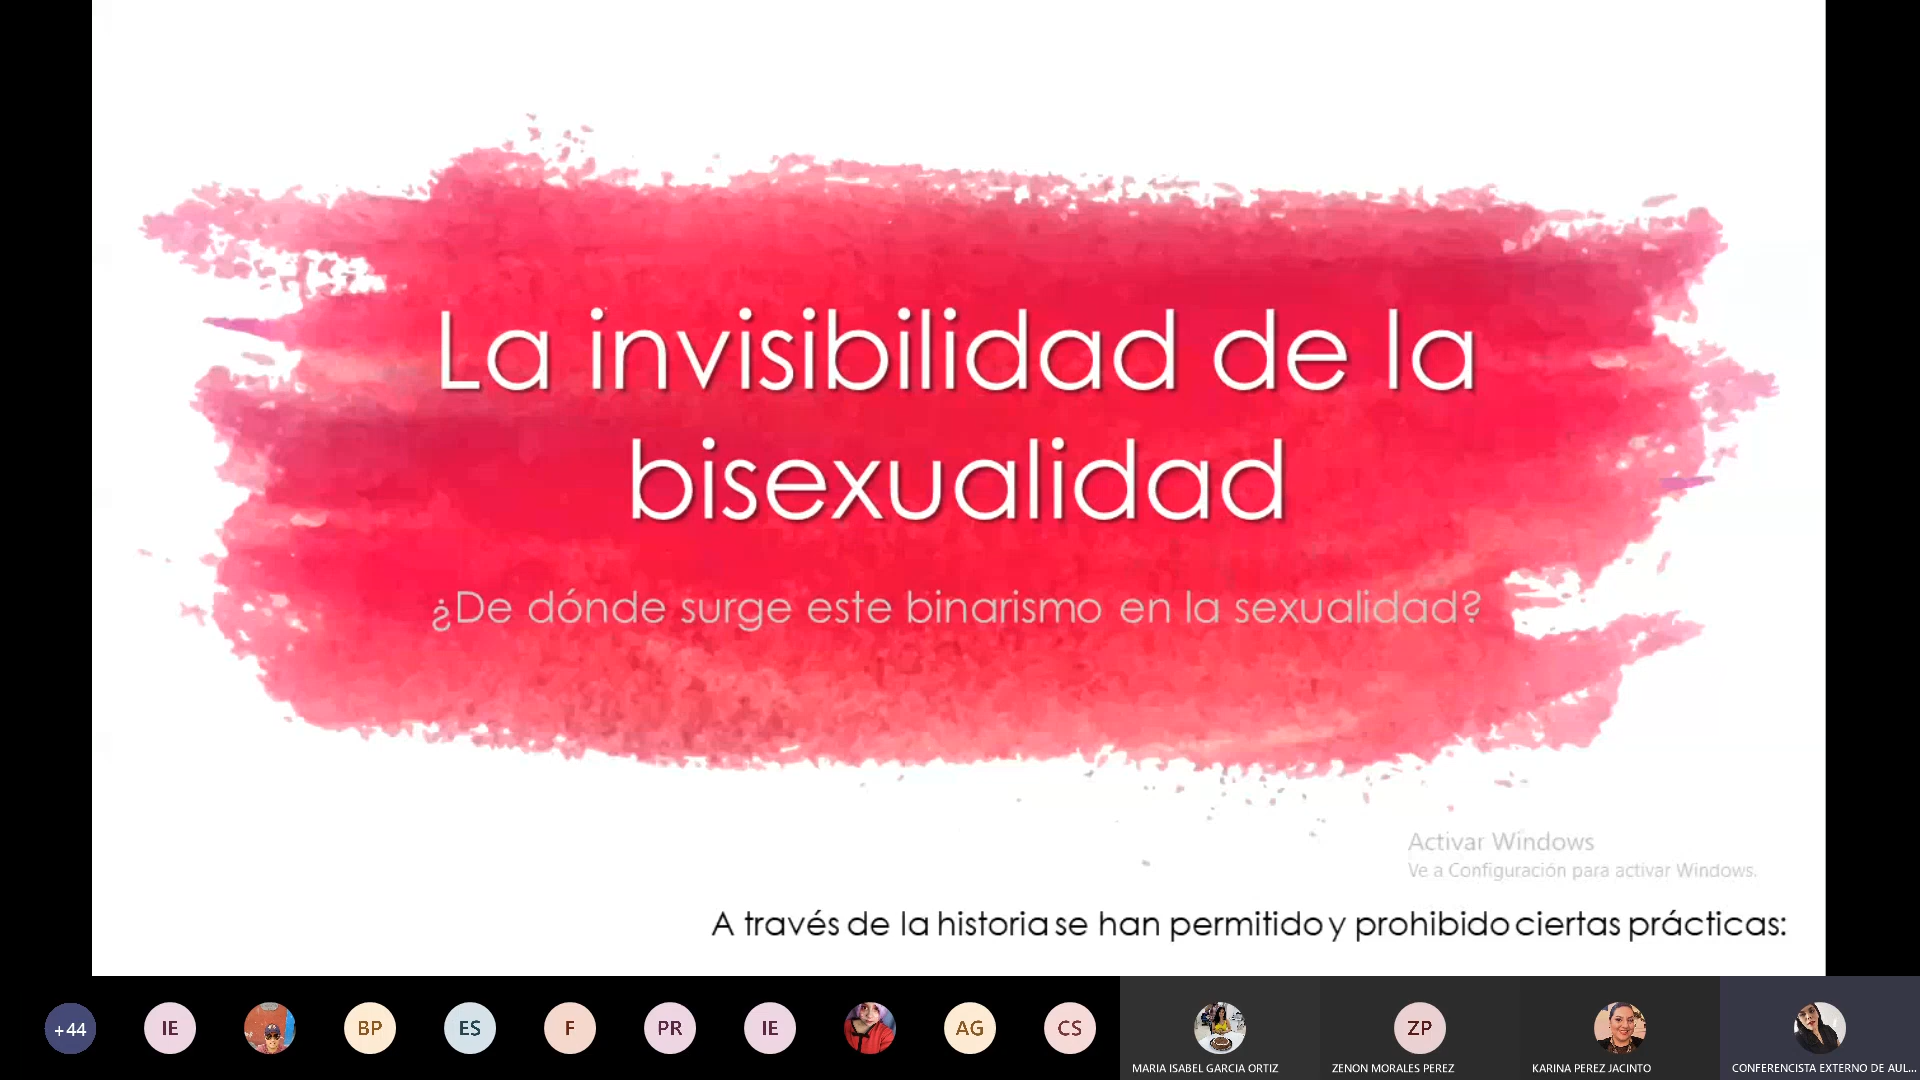 La invisibilidad de la
bisexualidad
¿De dónde surge este binarismo en la sexualidad?
Activar Windows
Ve a Configuración para activar Windows.
A través de la historia se han permitido y prohibido ciertas prácticas:
+44
IE
BP
ES
F
PR
IE
AG
CS
MARIA ISABEL GARCIA ORTIZ
ZP
ZENON MORALES PEREZ
KARINA PEREZ JACINTO
CONFERENCISTA EXTERNO DE AUL...